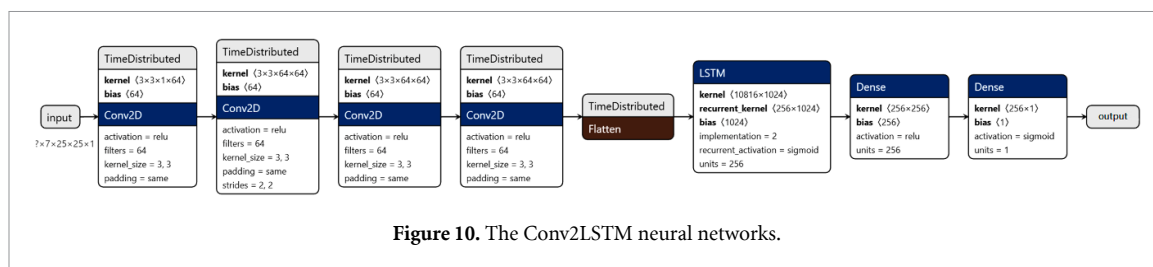 input
?×7×25×25×1
TimeDistributed
kernel ⟨3×3×1×64⟩
bias ⟨64⟩
Conv2D
activation = relu
filters = 64
kernel_size = 3, 3
padding = same
TimeDistributed
kernel ⟨3×3×64×64⟩
bias ⟨64⟩
Conv2D
activation = relu
filters = 64
kernel_size = 3, 3
padding = same
strides = 2, 2
TimeDistributed
kernel ⟨3×3×64×64⟩
bias ⟨64⟩
Conv2D
activation = relu
filters = 64
kernel_size = 3, 3
padding = same
TimeDistributed
kernel ⟨3×3×64×64⟩
bias ⟨64⟩
Conv2D
activation = relu
filters = 64
kernel_size = 3, 3
padding = same
TimeDistributed
Flatten
LSTM
kernel ⟨10816×1024⟩
recurrent_kernel ⟨256×1024⟩
bias ⟨1024⟩
implementation = 2
recurrent_activation = sigmoid
units = 256
Dense
kernel ⟨256×256⟩
bias ⟨256⟩
activation = relu
units = 256
Dense
kernel ⟨256×1⟩
bias ⟨1⟩
activation = sigmoid
units = 1
output
Figure 10. The Conv2LSTM neural networks.